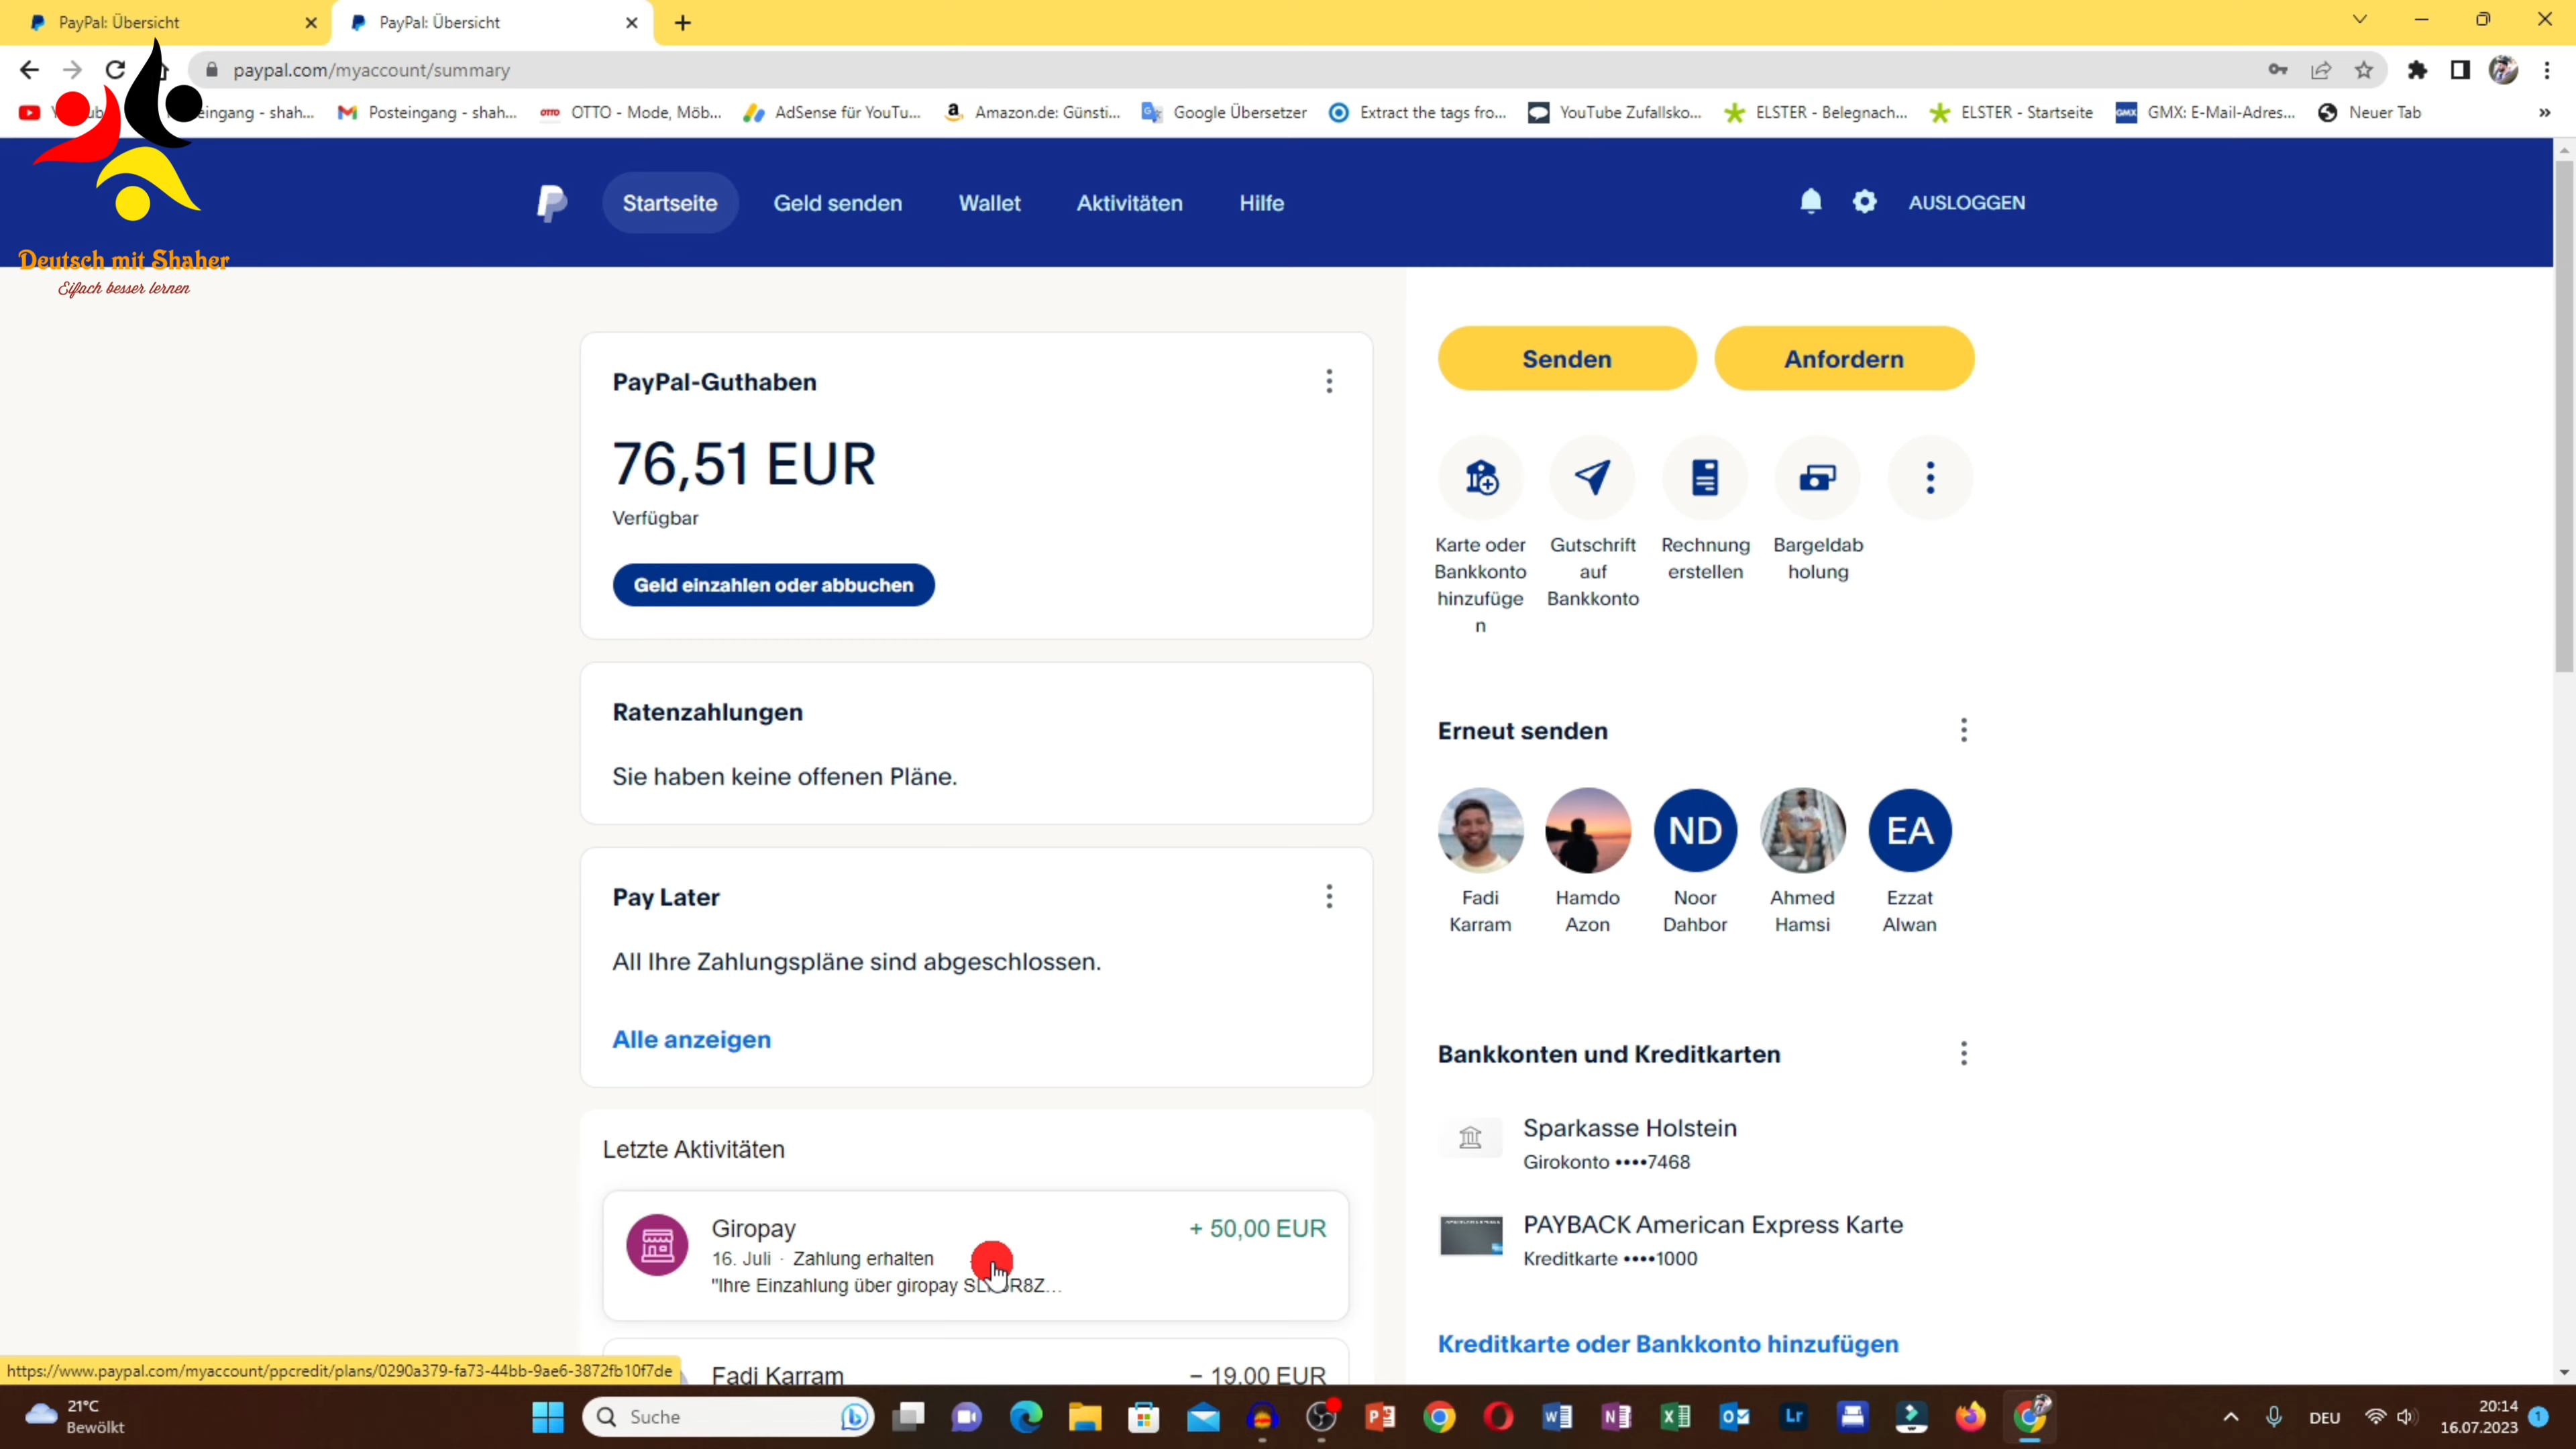 PayPal: Übersicht
PayPal: Übersicht
paypal.com/myaccount/summary
eingang - shah...
Posteingang - shah...
OTTO - Mode, Möb...
AdSense für YouTu...
Amazon.de: Günsti...
Google Übersetzer
Extract the tags fro...
YouTube Zufallsko...
ELSTER - Belegnach...
ELSTER - Startseite
GMX: E-Mail-Adres...
Neuer Tab
Deutsch mit Shaher
Eifach besser lernen
Startseite
Geld senden
Wallet
Aktivitäten
Hilfe
AUSLOGGEN
PayPal-Guthaben
76,51 EUR
Verfügbar
Geld einzahlen oder abbuchen
Ratenzahlungen
Sie haben keine offenen Pläne.
Pay Later
All Ihre Zahlungspläne sind abgeschlossen.
Alle anzeigen
Letzte Aktivitäten
Giropay
+ 50,00 EUR
16. Juli · Zahlung erhalten
"Ihre Einzahlung über giropay
Fadi Karram
− 19,00 EUR
Senden
Anfordern
Karte oder
Bankkonto
hinzufüge
n
Gutschrift
auf
Bankkonto
Rechnung
erstellen
Bargeldab
holung
Erneut senden
ND
EA
Fadi
Karram
Hamdo
Azon
Noor
Dahbor
Ahmed
Hamsi
Ezzat
Alwan
Bankkonten und Kreditkarten
Sparkasse Holstein
Girokonto ••••7468
PAYBACK American Express Karte
Kreditkarte ••••1000
Kreditkarte oder Bankkonto hinzufügen
https://www.paypal.com/myaccount/ppcredit/plans/0290a379-fa73-44bb-9ae6-3872fb10f7de
21°C
Bewölkt
Suche
Lr
DEU
20:14
16.07.2023
1